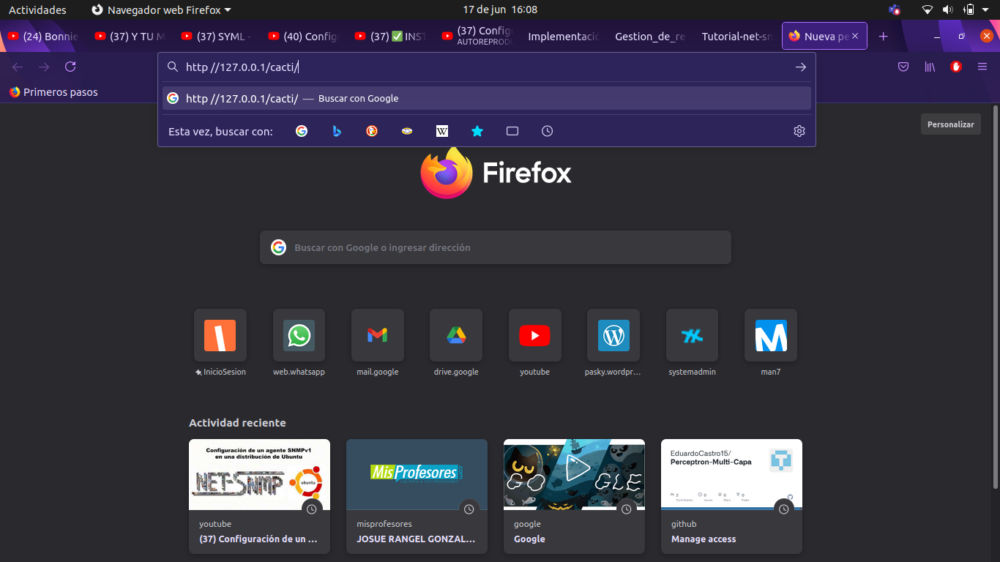 Actividades
Navegador web Firefox
17 de jun 16:08
(24) Bonnie
(37) Y TU M
(37) SYML -
(40) Config
(37) ✅ INST
(37) Config
AUTOREPRODU
Implementació
Gestion_de_re
Tutorial-net-sn
Nueva pe
http //127.0.0.1/cacti/
Primeros pasos
http //127.0.0.1/cacti/ — Buscar con Google
Esta vez, buscar con:
W
Personalizar
Firefox
Buscar con Google o ingresar dirección
InicioSesion
web.whatsapp
mail.google
drive.google
youtube
pasky.wordpr...
systemadmin
man7
Actividad reciente
Configuración de un agente SNMPv1
en una distribución de Ubuntu
NET-SNMP
ubuntu
youtube
(37) Configuración de un ...
MisProfesores.com
CALIFICA A TUS PROFESORES
misprofesores
JOSUE RANGEL GONZAL...
GO GLE
google
Google
EduardoCastro15/
Perceptron-Multi-Capa
2
0
0
0
Contributors
Issues
Stars
Forks
github
Manage access